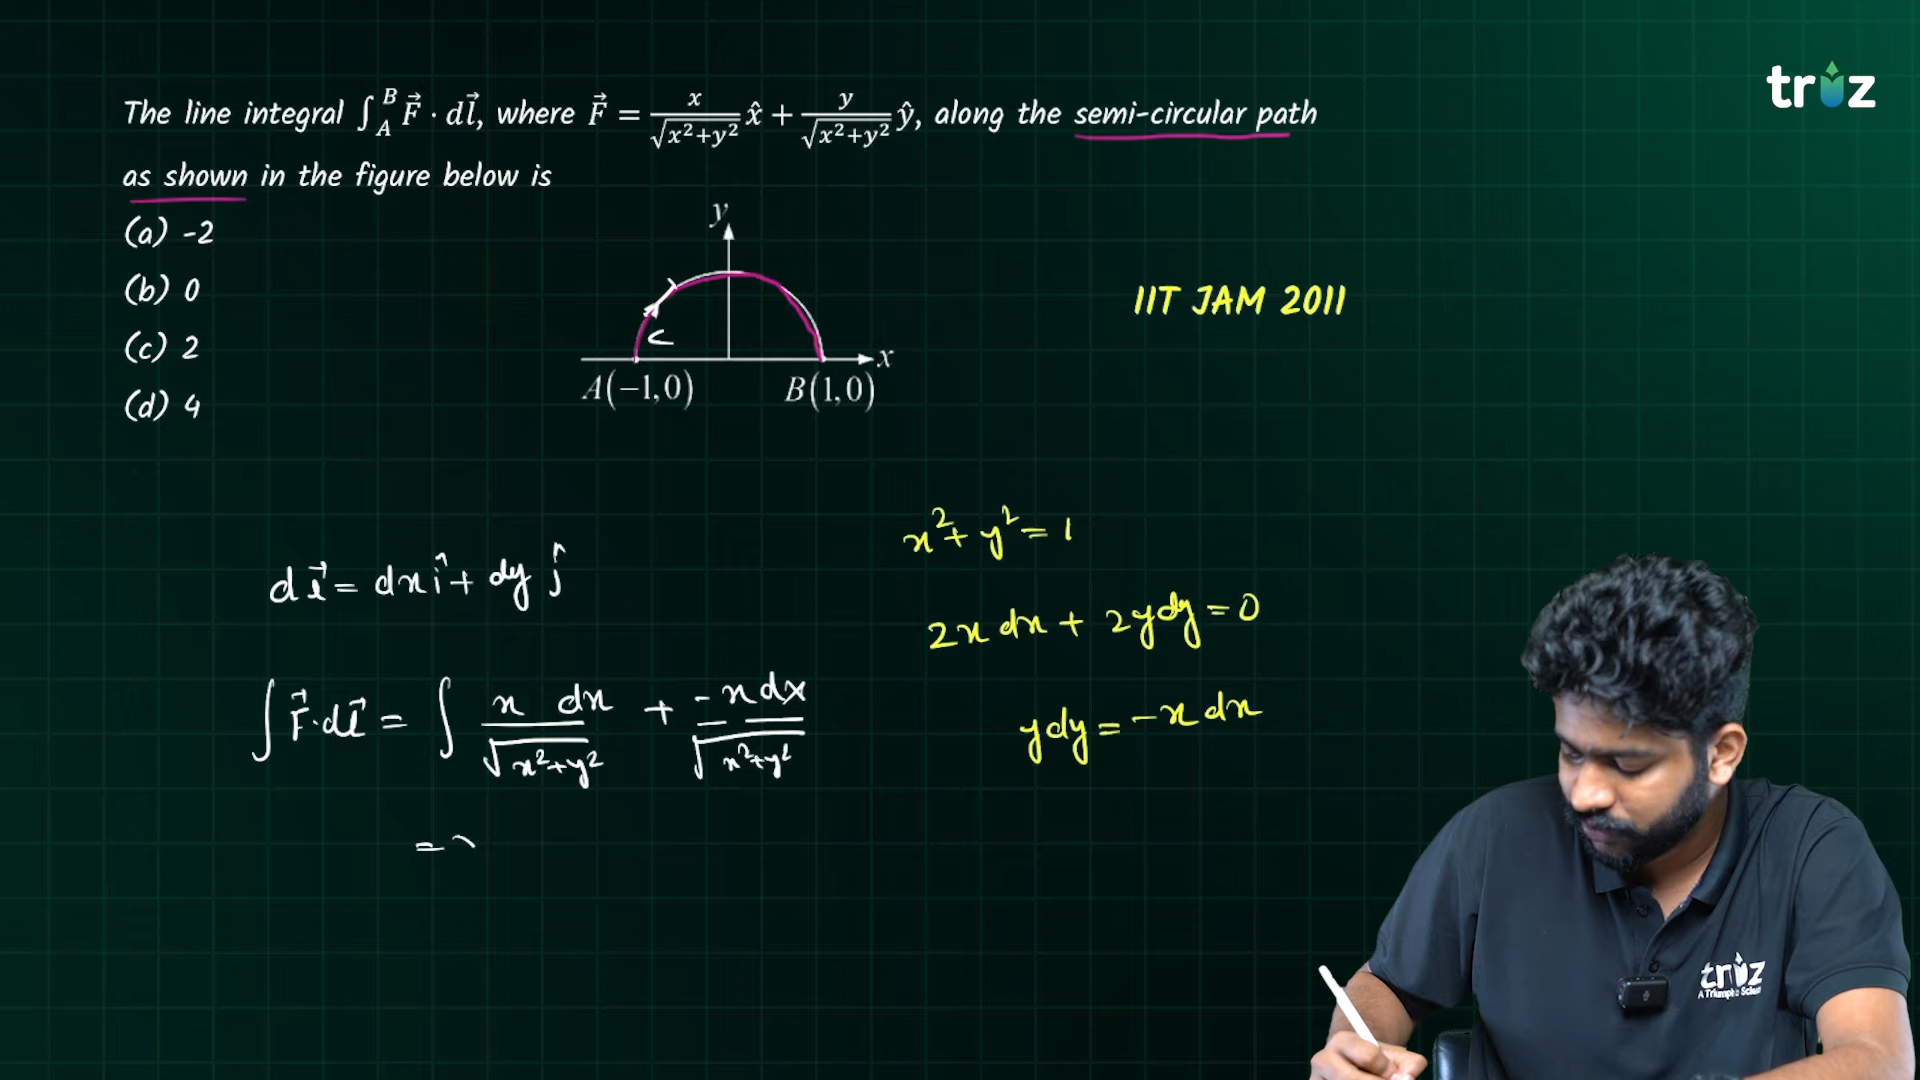 truz
The line integral ∫_A^B F⃗ · dl⃗, where F⃗ = x/√(x²+y²) x̂ + y/√(x²+y²) ŷ, along the semi-circular path
as shown in the figure below is
(a) -2
(b) 0
(c) 2
(d) 4
y
x
C
A(−1,0)
B(1,0)
IIT JAM 2011
dl⃗ = dx î + dy ĵ
∫ F⃗·dl⃗ = ∫ x dx/√(x²+y²) + -x dx/√(x²+y²)
=
x² + y² = 1
2x dx + 2y dy = 0
y dy = -x dx
truz